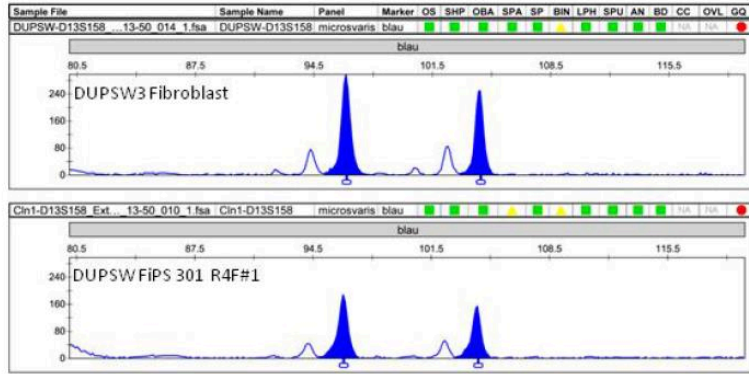 Sample File Sample Name Panel Marker OS SHP OBA SPA SP BIN LPH SPU AN BD CC OVL GQ
DUPSW-D13S158_...13-50_014_1.fsa DUPSW-D13S158 microsvaris blau NA NA
blau
80.5 87.5 94.5 101.5 108.5 115.5
240
160
80
0
DUPSW3 Fibroblast
Cln1-D13S158_Ext..._13-50_010_1.fsa Cln1-D13S158 microsvaris blau NA NA
blau
80.5 87.5 94.5 101.5 108.5 115.5
240
160
80
0
DUPSW FiPS 301 R4F#1